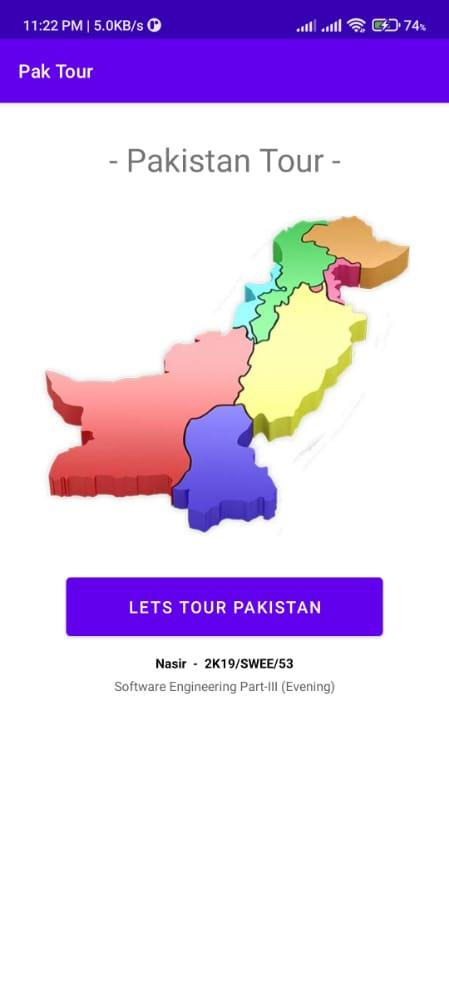 11:22 PM | 5.0KB/s 74%
Pak Tour
- Pakistan Tour -
LETS TOUR PAKISTAN
Nasir - 2K19/SWEE/53
Software Engineering Part-III (Evening)